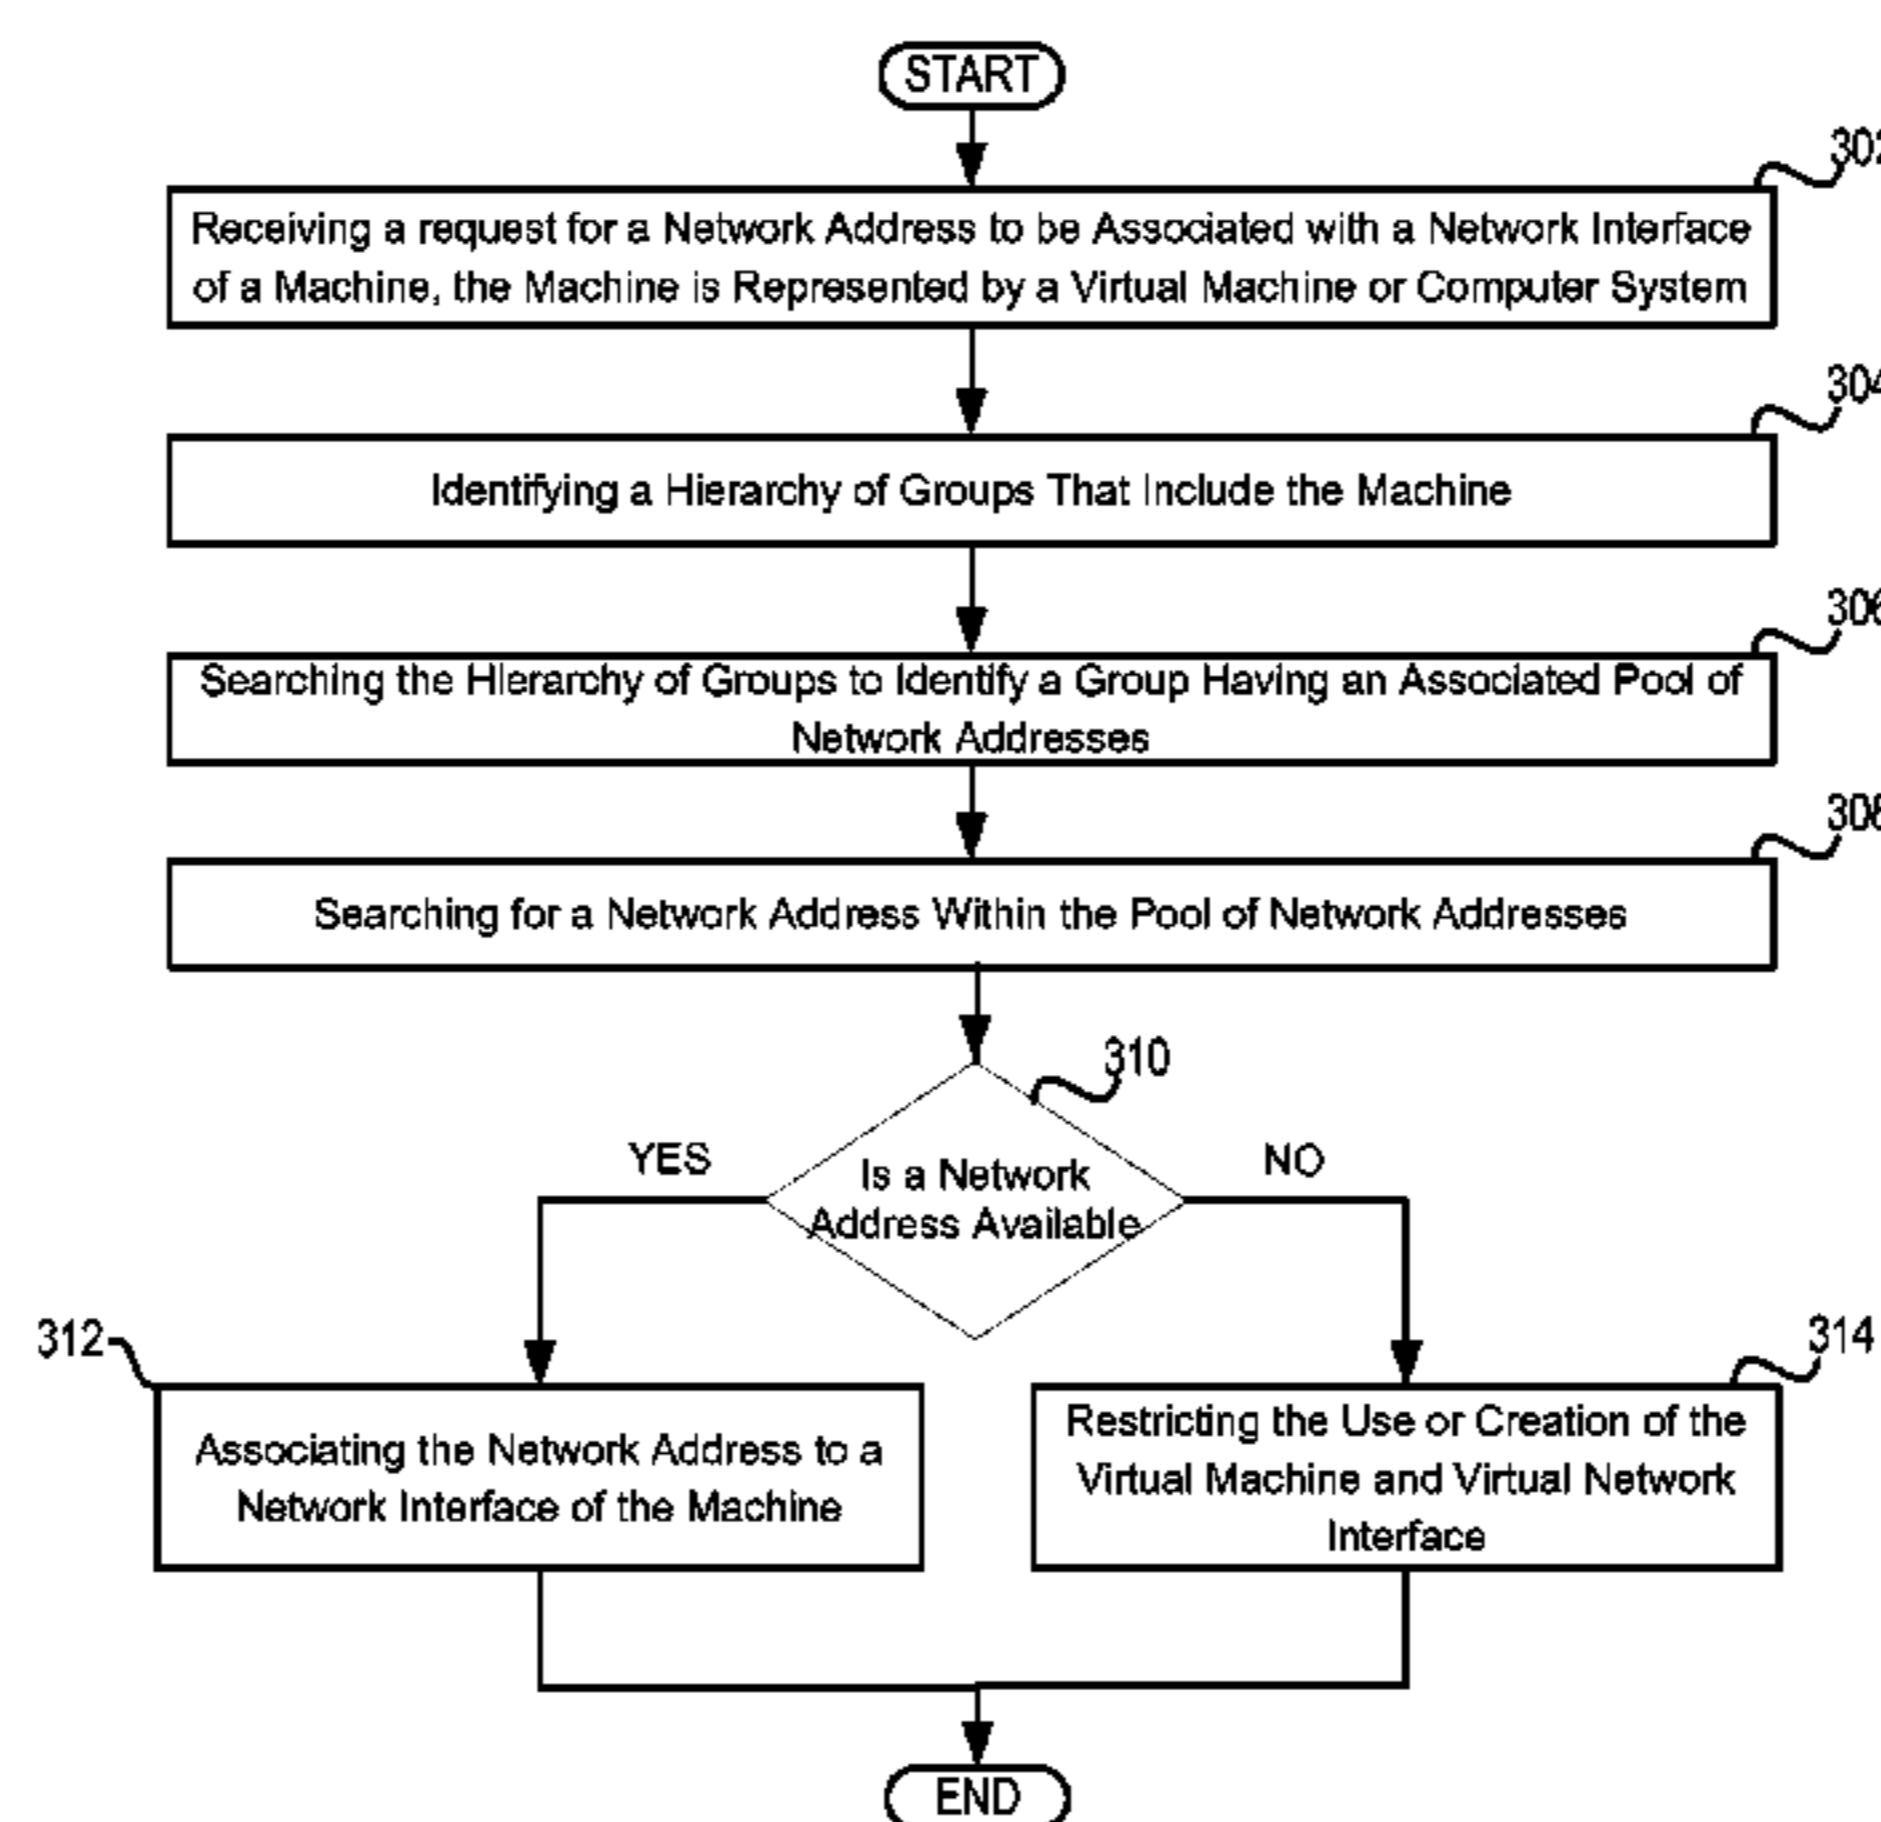 START
302
Receiving a request for a Network Address to be Associated with a Network Interface
of a Machine, the Machine is Represented by a Virtual Machine or Computer System
304
Identifying a Hierarchy of Groups That Include the Machine
306
Searching the Hierarchy of Groups to Identify a Group Having an Associated Pool of
Network Addresses
308
Searching for a Network Address Within the Pool of Network Addresses
310
YES
NO
Is a Network
Address Available
312
314
Associating the Network Address to a
Network Interface of the Machine
Restricting the Use or Creation of the
Virtual Machine and Virtual Network
Interface
END